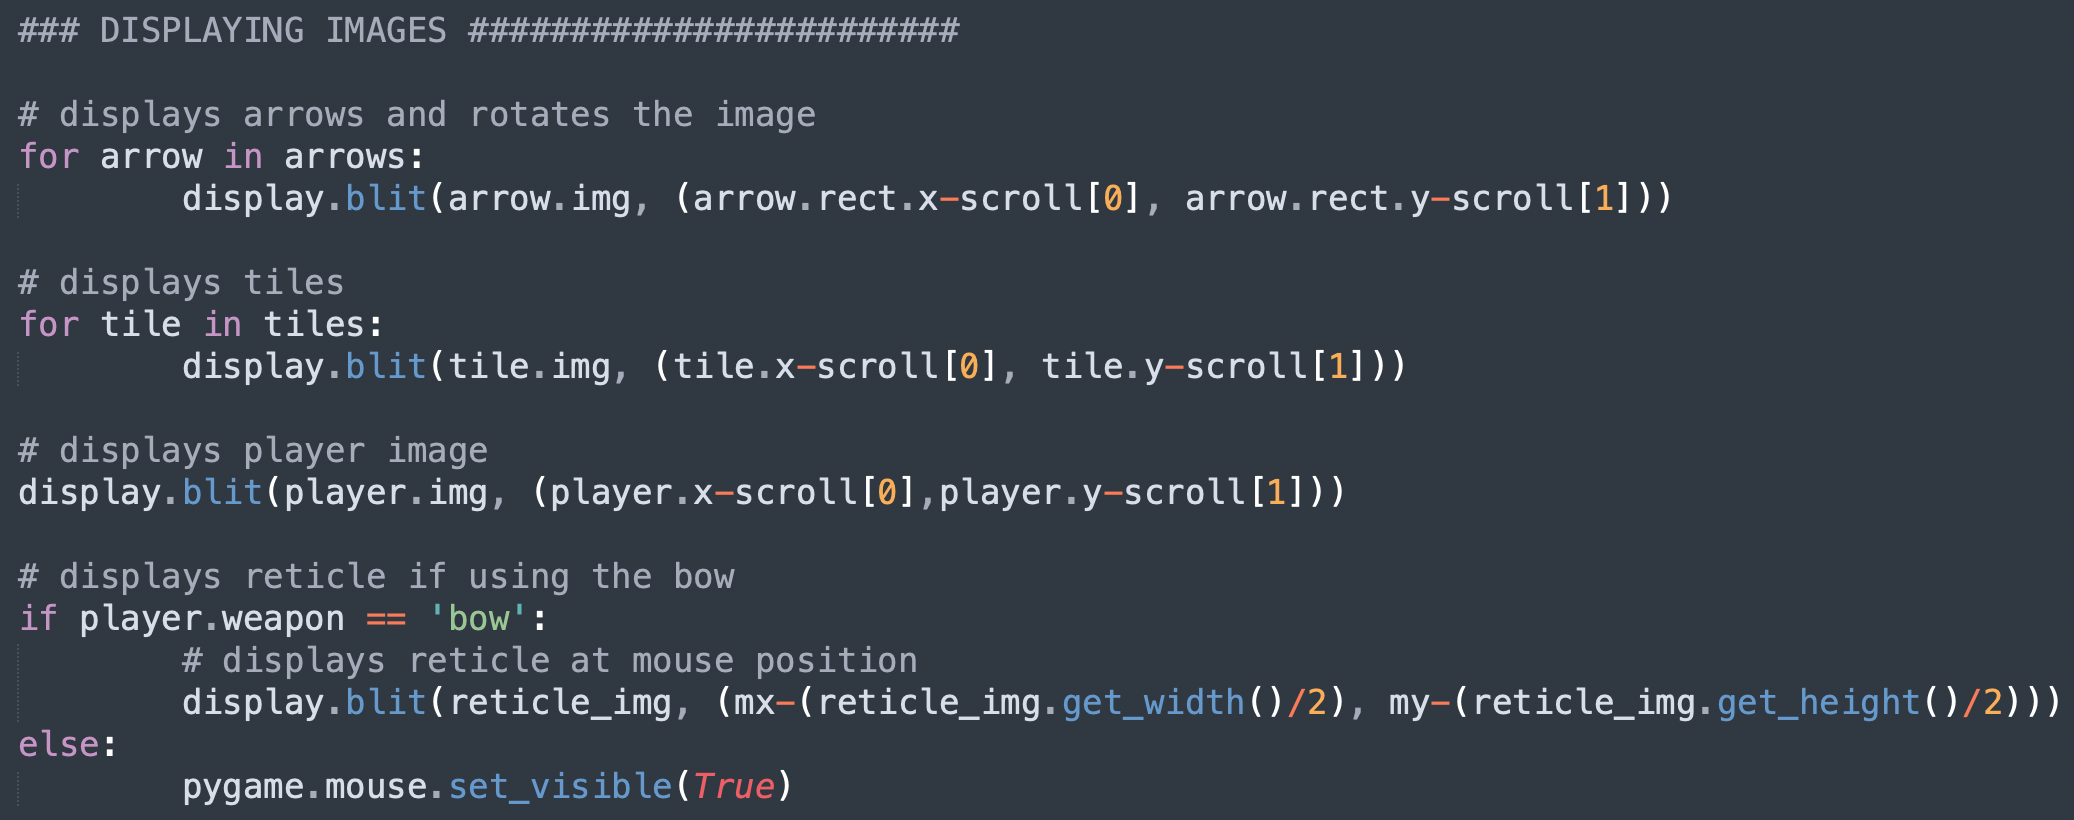 ### DISPLAYING IMAGES ########################
# displays arrows and rotates the image
for arrow in arrows:
display.blit(arrow.img, (arrow.rect.x-scroll[0], arrow.rect.y-scroll[1]))
# displays tiles
for tile in tiles:
display.blit(tile.img, (tile.x-scroll[0], tile.y-scroll[1]))
# displays player image
display.blit(player.img, (player.x-scroll[0],player.y-scroll[1]))
# displays reticle if using the bow
if player.weapon == 'bow':
# displays reticle at mouse position
display.blit(reticle_img, (mx-(reticle_img.get_width()/2), my-(reticle_img.get_height()/2)))
else:
pygame.mouse.set_visible(True)